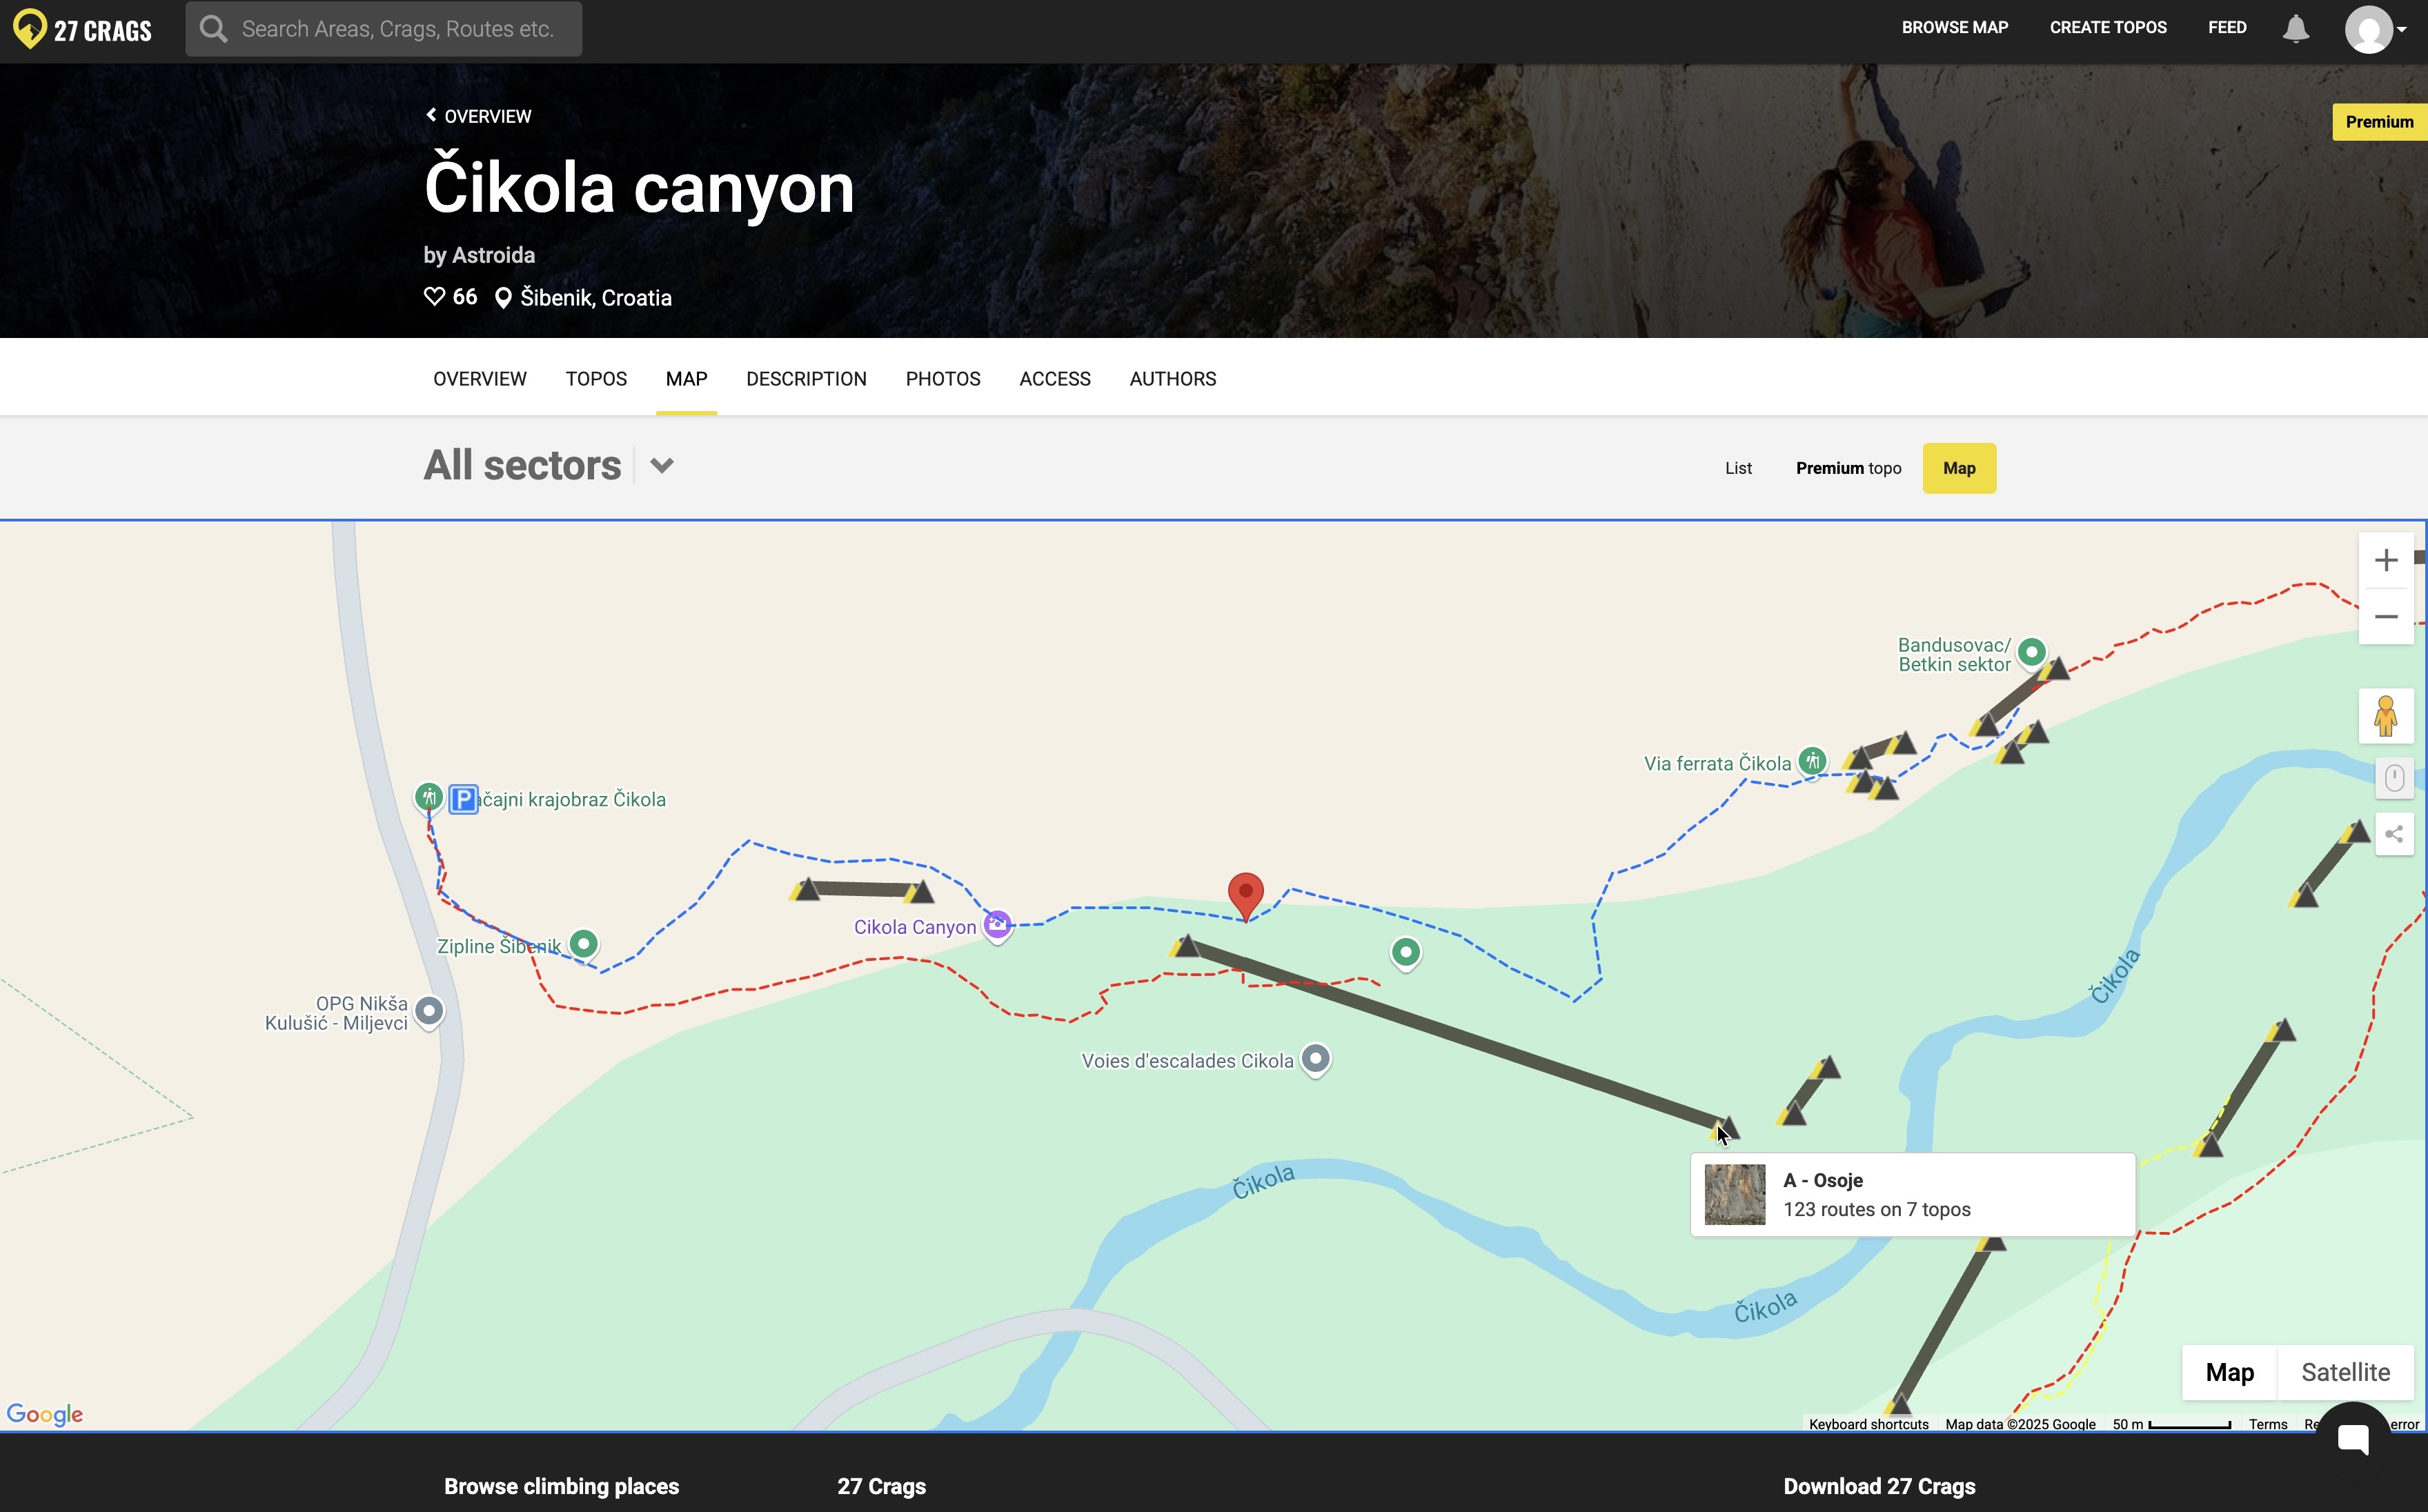 27 CRAGS
Search Areas, Crags, Routes etc.
BROWSE MAP
CREATE TOPOS
FEED
OVERVIEW
Premium
Čikola canyon
by Astroida
66
Šibenik, Croatia
OVERVIEW
TOPOS
MAP
DESCRIPTION
PHOTOS
ACCESS
AUTHORS
All sectors
List
Premium topo
Map
Bandusovac/
Betkin sektor
Via ferrata Čikola
P
ačajni krajobraz Čikola
Cikola Canyon
Zipline Šibenik
OPG Nikša
Kulušić - Miljevci
Čikola
Voies d'escalades Cikola
A - Osoje
123 routes on 7 topos
Čikola
Čikola
Map
Satellite
Google
Keyboard shortcuts
Map data ©2025 Google
50 m
Terms
error
Browse climbing places
27 Crags
Download 27 Crags